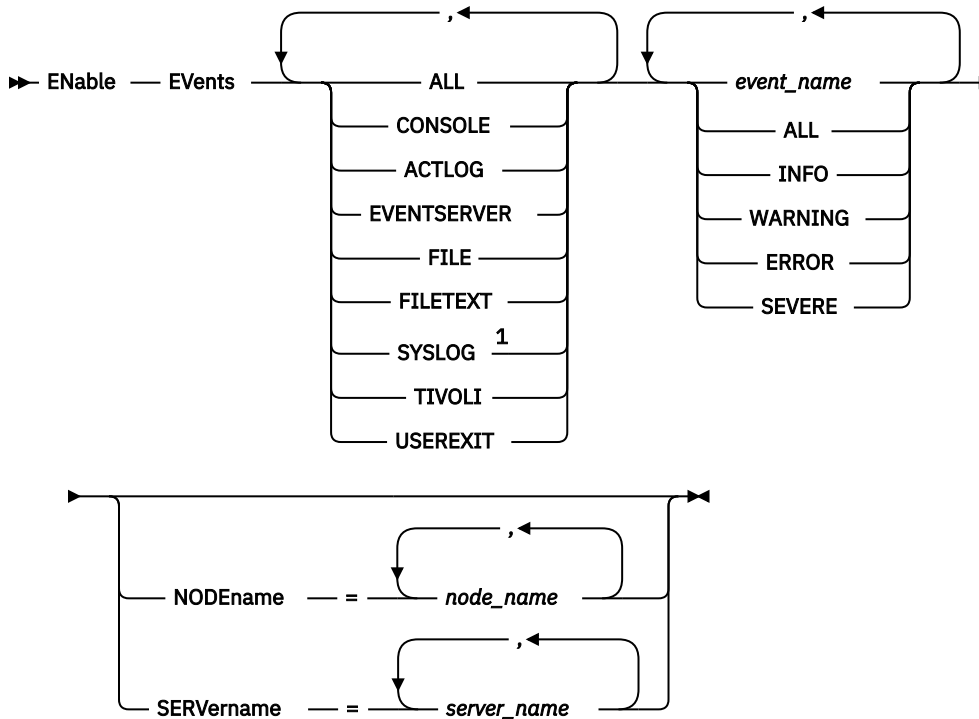 , ,
ENable EVents ALL event_name
CONSOLE ALL
ACTLOG INFO
EVENTSERVER WARNING
FILE ERROR
FILETEXT SEVERE
SYSLOG 1
TIVOLI
USEREXIT
,
NODEname = node_name
,
SERVername = server_name